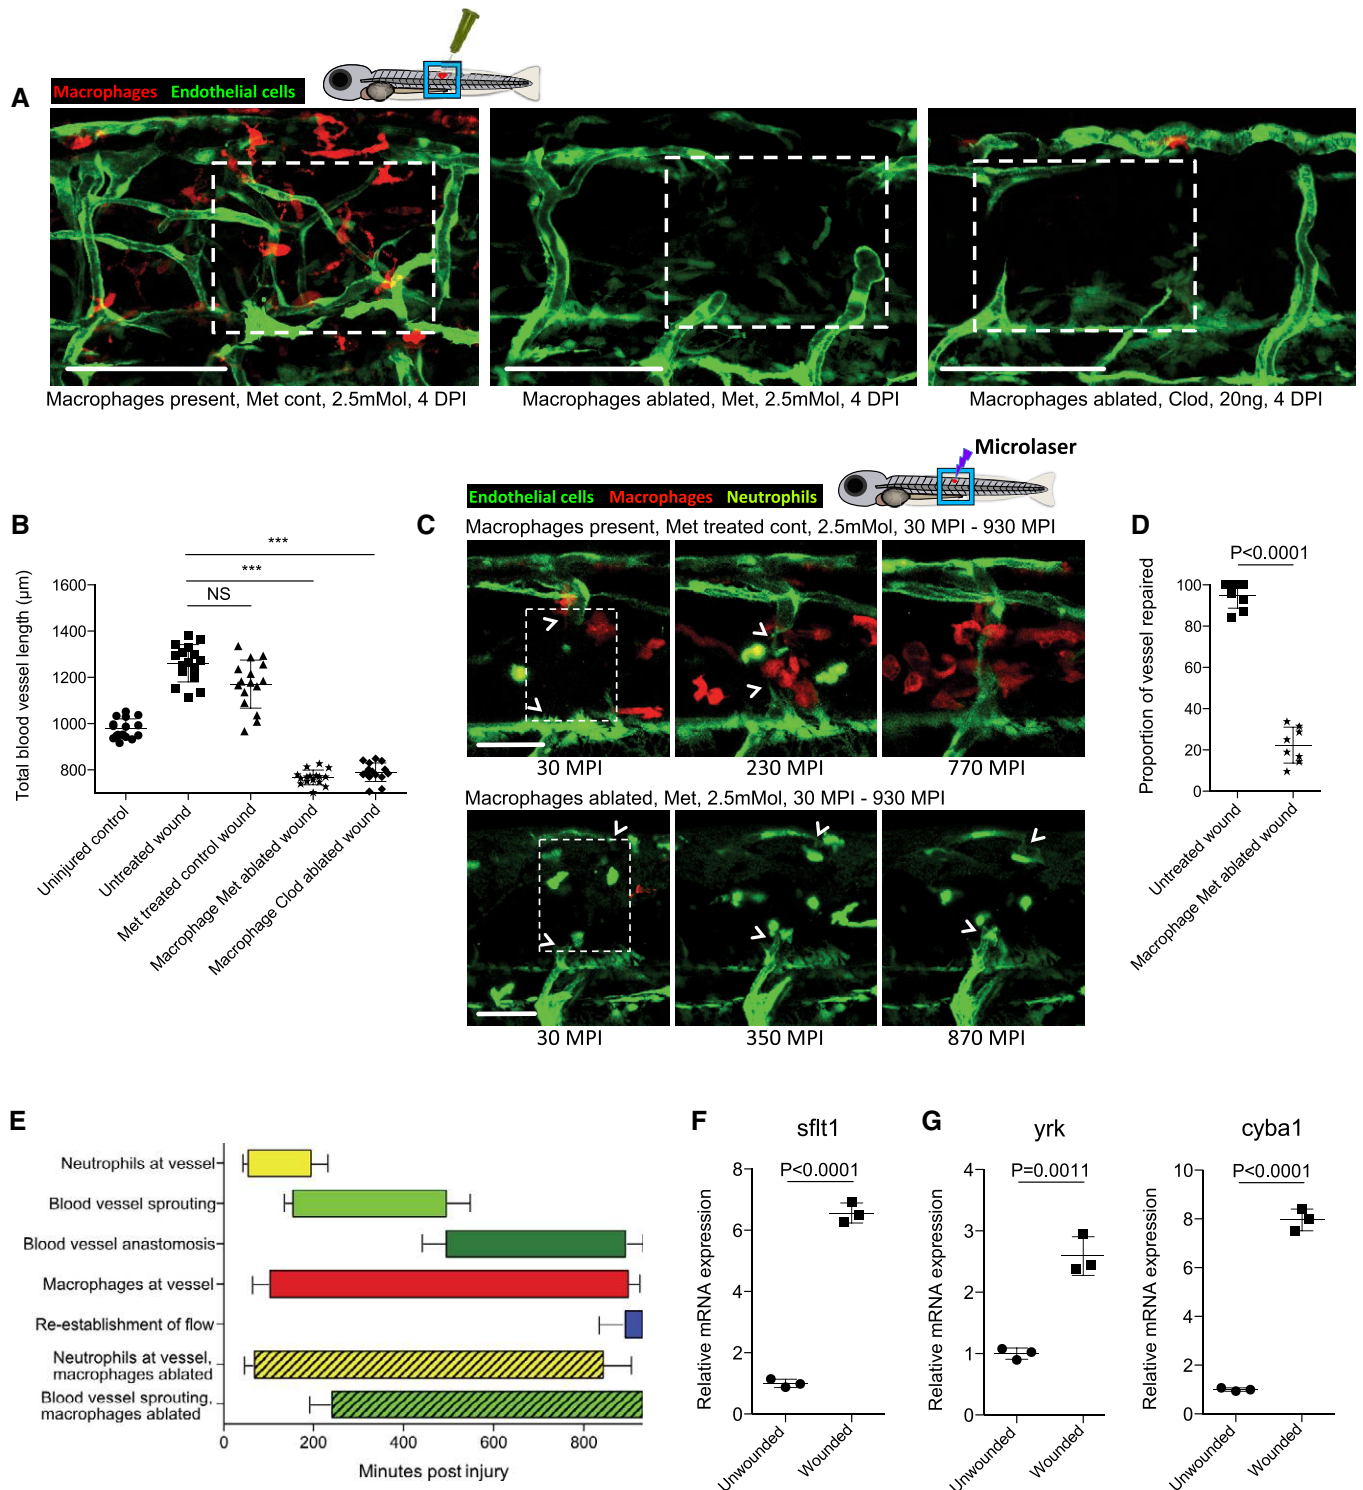 A
Macrophages Endothelial cells
Macrophages present, Met cont, 2.5mMol, 4 DPI
Macrophages ablated, Met, 2.5mMol, 4 DPI
Macrophages ablated, Clod, 20ng, 4 DPI
B
Total blood vessel length (µm)
1600
1400
1200
1000
800
***
***
NS
Uninjured control
Untreated wound
Met treated control wound
Macrophage Met ablated wound
Macrophage Clod ablated wound
C
Microlaser
Endothelial cells Macrophages Neutrophils
Macrophages present, Met treated cont, 2.5mMol, 30 MPI - 930 MPI
30 MPI
230 MPI
770 MPI
Macrophages ablated, Met, 2.5mMol, 30 MPI - 930 MPI
30 MPI
350 MPI
870 MPI
D
P<0.0001
Proportion of vessel repaired
100
80
60
40
20
0
Untreated wound
Macrophage Met ablated wound
E
Neutrophils at vessel
Blood vessel sprouting
Blood vessel anastomosis
Macrophages at vessel
Re-establishment of flow
Neutrophils at vessel,
macrophages ablated
Blood vessel sprouting,
macrophages ablated
0 200 400 600 800
Minutes post injury
F
sflt1
P<0.0001
Relative mRNA expression
8
6
4
2
0
Unwounded
Wounded
G
yrk
P=0.0011
Relative mRNA expression
4
3
2
1
0
Unwounded
Wounded
cyba1
P<0.0001
Relative mRNA expression
10
8
6
4
2
0
Unwounded
Wounded